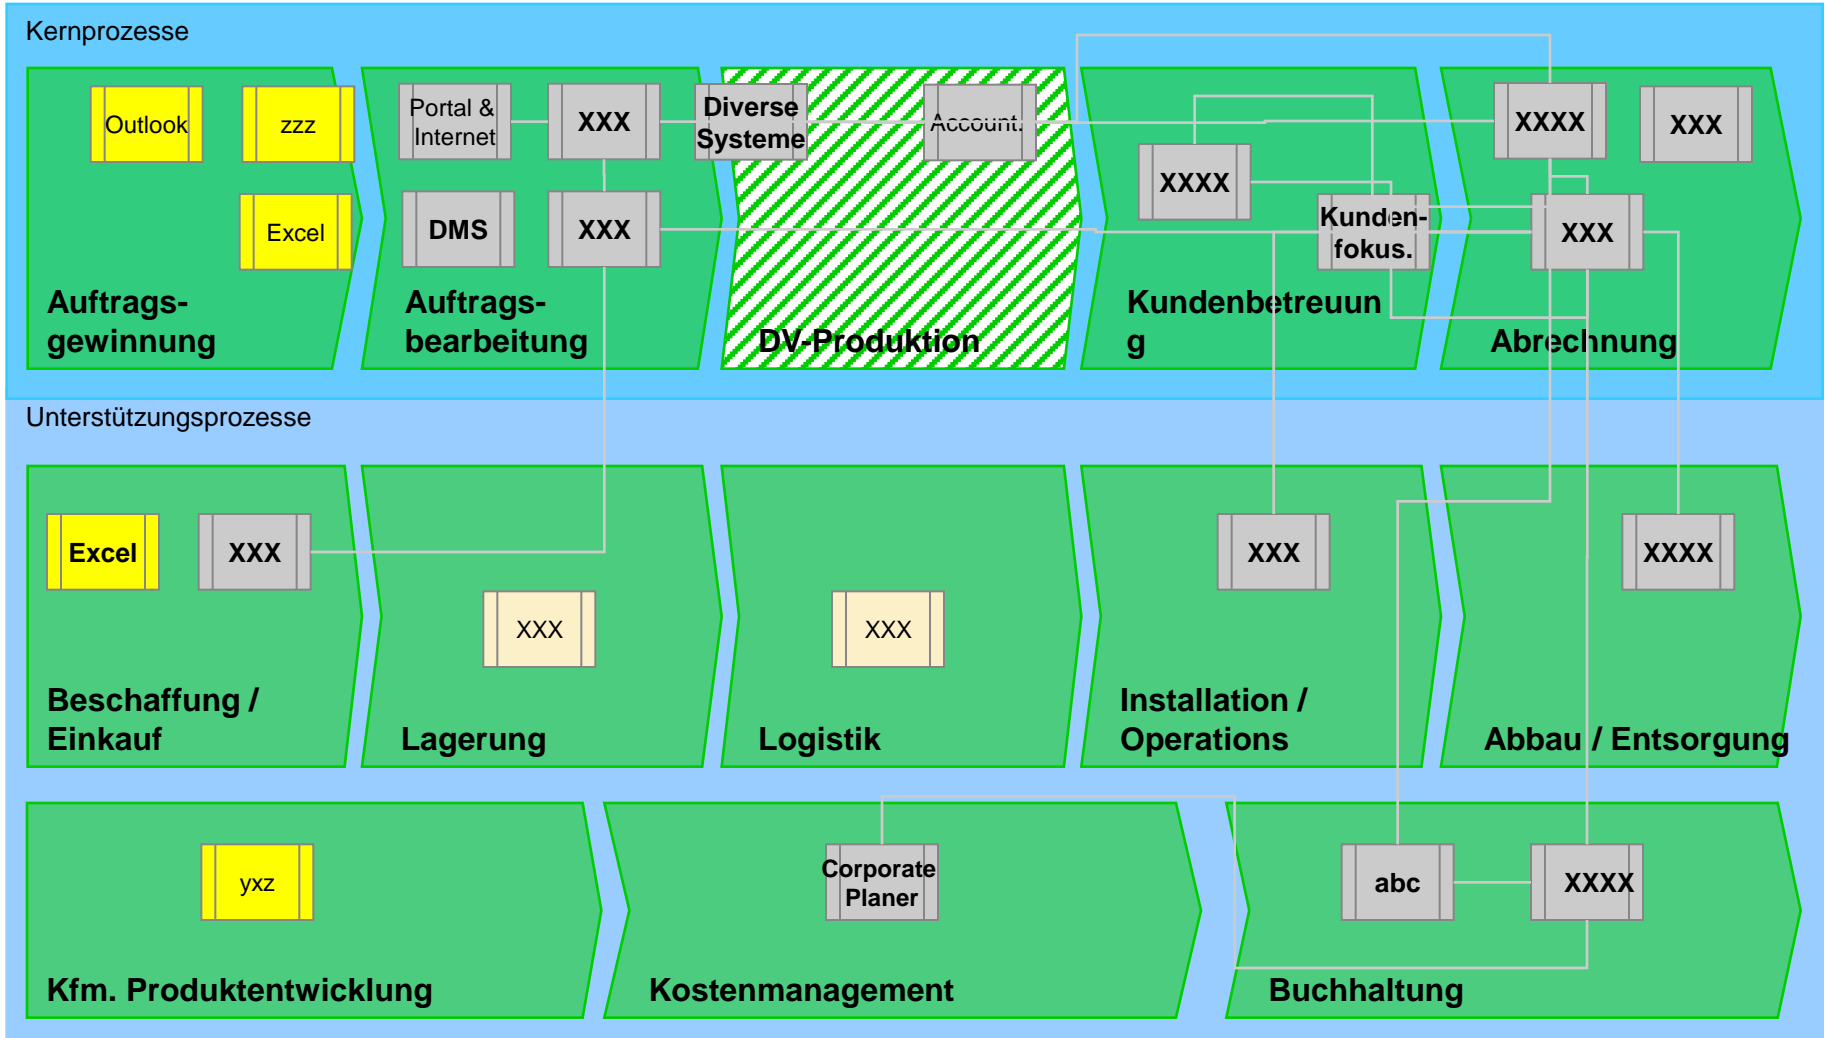 Kernprozesse
Outlook
zzz
Excel
Auftrags-
gewinnung
Portal &
Internet
XXX
DMS
XXX
Auftrags-
bearbeitung
Diverse
Systeme
Account.
DV-Produktion
XXXX
Kunden-
fokus.
Kundenbetreuun
g
XXXX
XXX
XXX
Abrechnung
Unterstützungsprozesse
Excel
XXX
Beschaffung /
Einkauf
XXX
Lagerung
XXX
Logistik
XXX
Installation /
Operations
XXXX
Abbau / Entsorgung
yxz
Kfm. Produktentwicklung
Corporate
Planer
Kostenmanagement
abc
XXXX
Buchhaltung